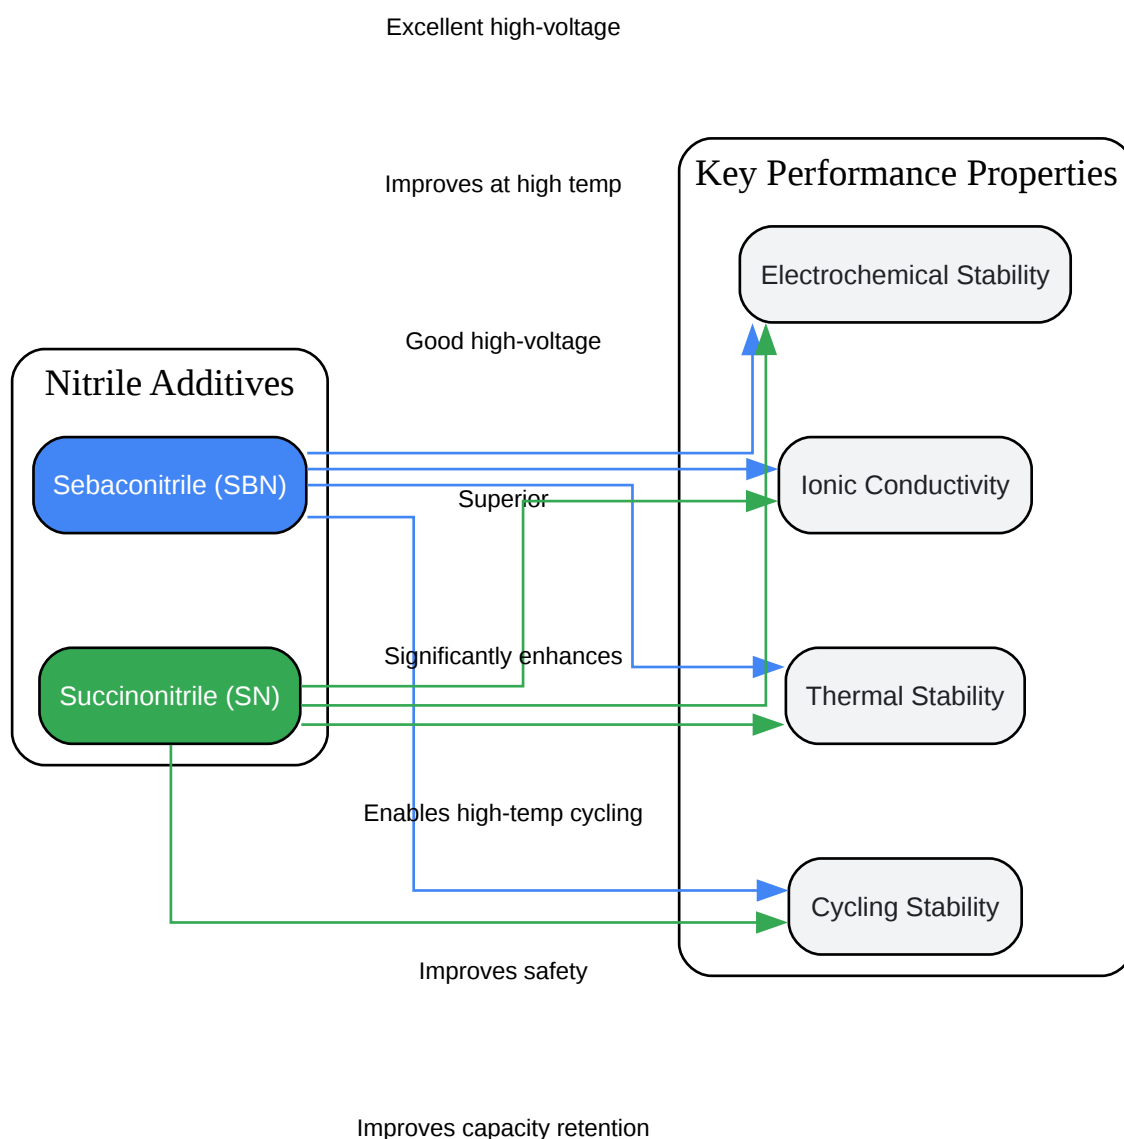 Excellent high-voltage
Improves at high temp
Good high-voltage
Superior
Significantly enhances
Enables high-temp cycling
Improves safety
Improves capacity retention
Nitrile Additives
Sebaconitrile (SBN)
Succinonitrile (SN)
Key Performance Properties
Electrochemical Stability
Ionic Conductivity
Thermal Stability
Cycling Stability